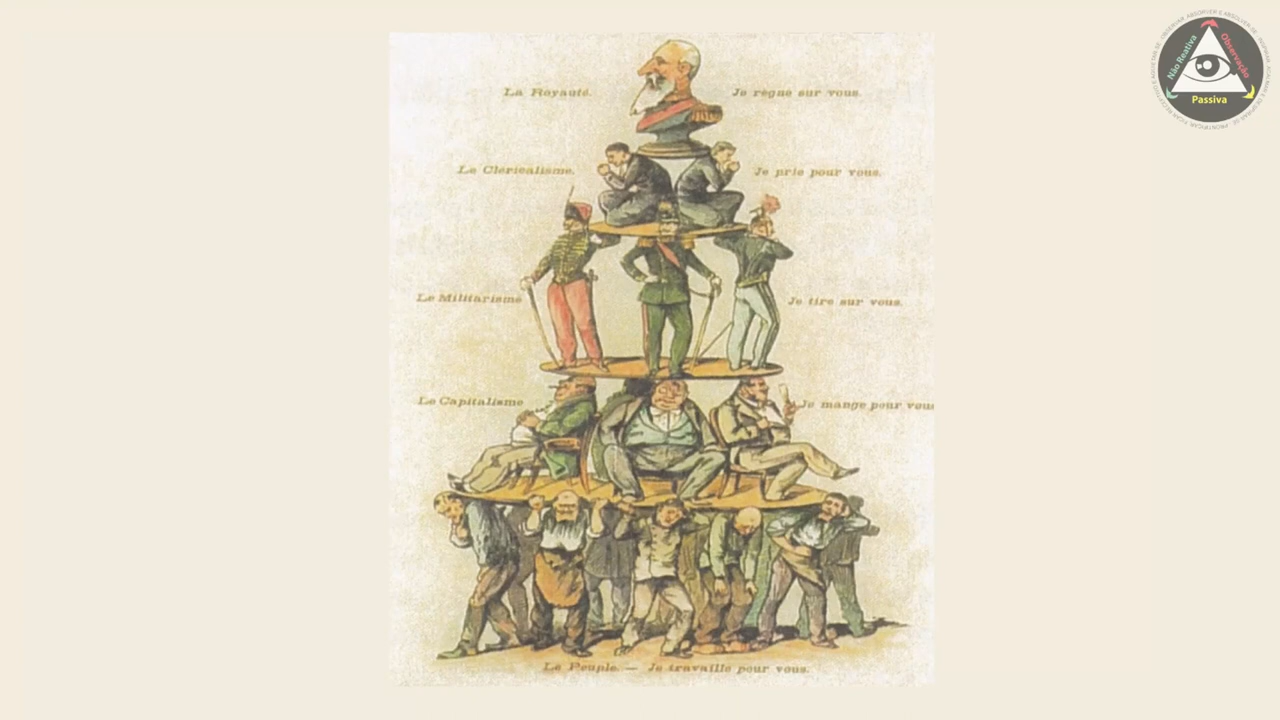 La Royauté. Je règne sur vous.
Le Cléricalisme. Je prie pour vous.
Le Militarisme Je tire sur vous.
Le Capitalisme Je mange pour vous
Le Peuple. — Je travaille pour vous.
Não Reativa
Observação
Passiva